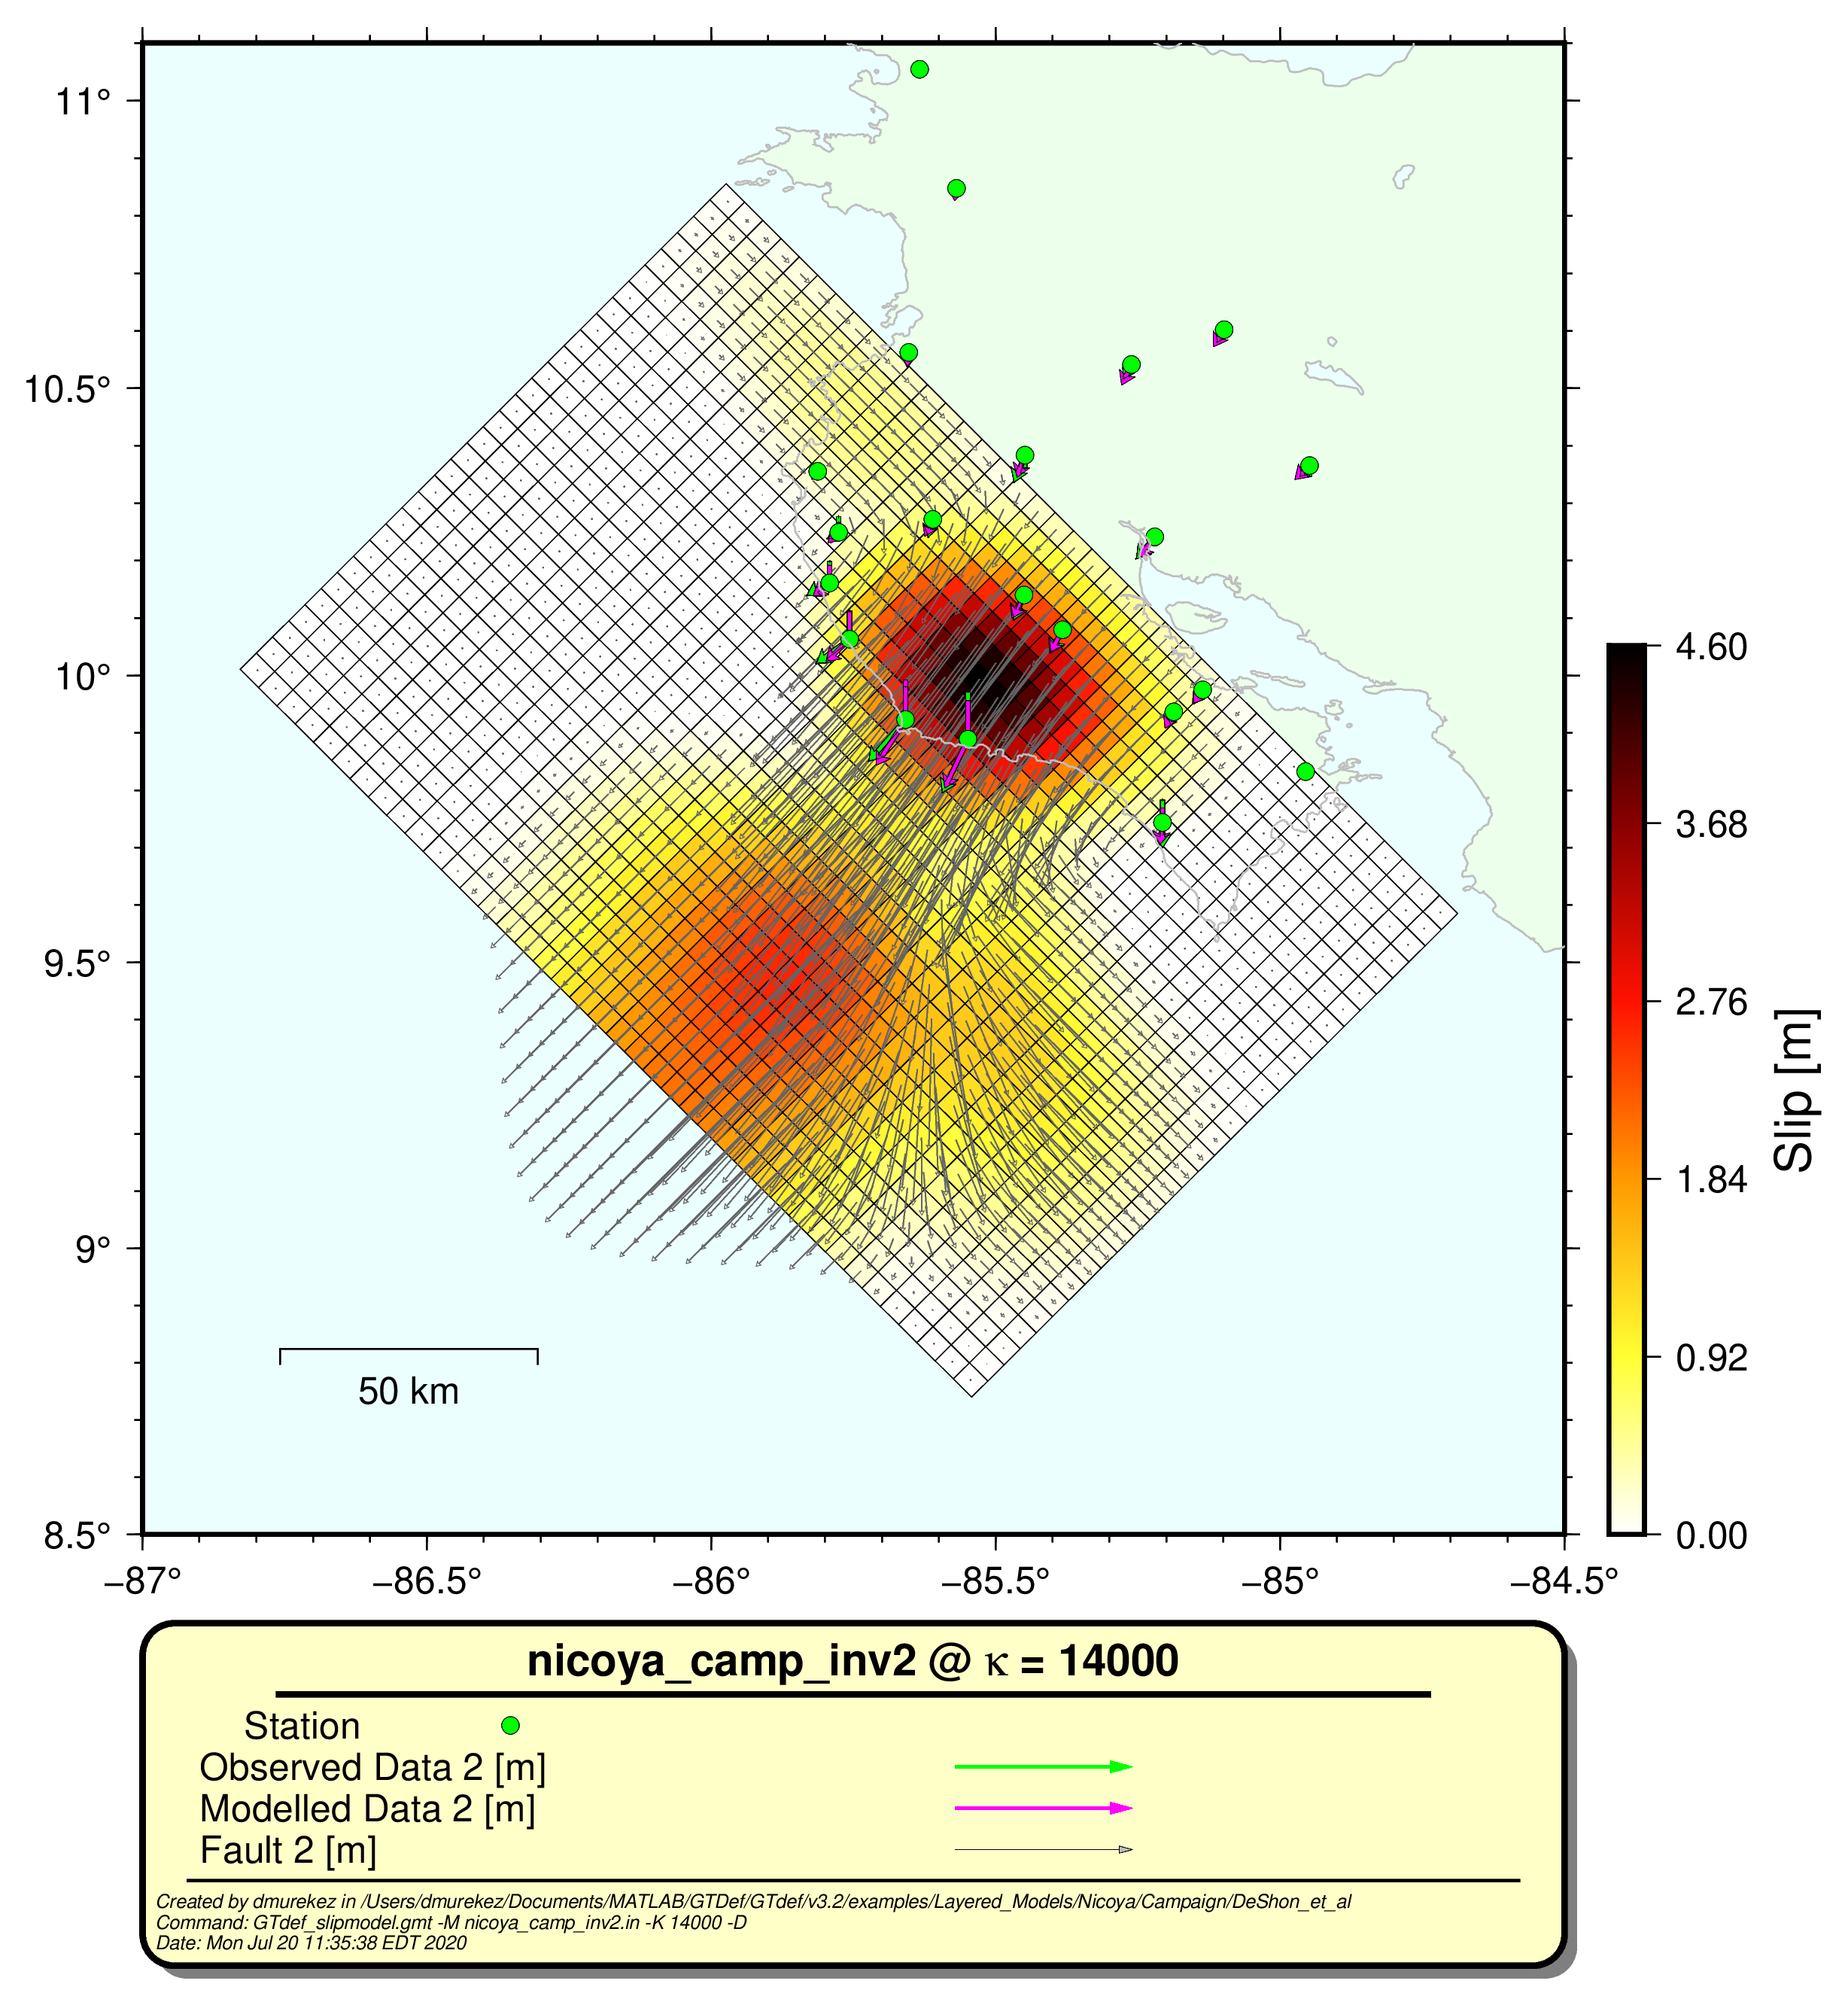 11°
10.5°
10°
9.5°
9°
8.5°
−87°
−86.5°
−86°
−85.5°
−85°
−84.5°
50 km
4.60
3.68
2.76
1.84
0.92
0.00
Slip [m]
nicoya_camp_inv2 @ κ = 14000
Station
Observed Data 2 [m]
Modelled Data 2 [m]
Fault 2 [m]
Created by dmurekez in /Users/dmurekez/Documents/MATLAB/GTDef/GTdef/v3.2/examples/Layered_Models/Nicoya/Campaign/DeShon_et_al
Command: GTdef_slipmodel.gmt -M nicoya_camp_inv2.in -K 14000 -D
Date: Mon Jul 20 11:35:38 EDT 2020